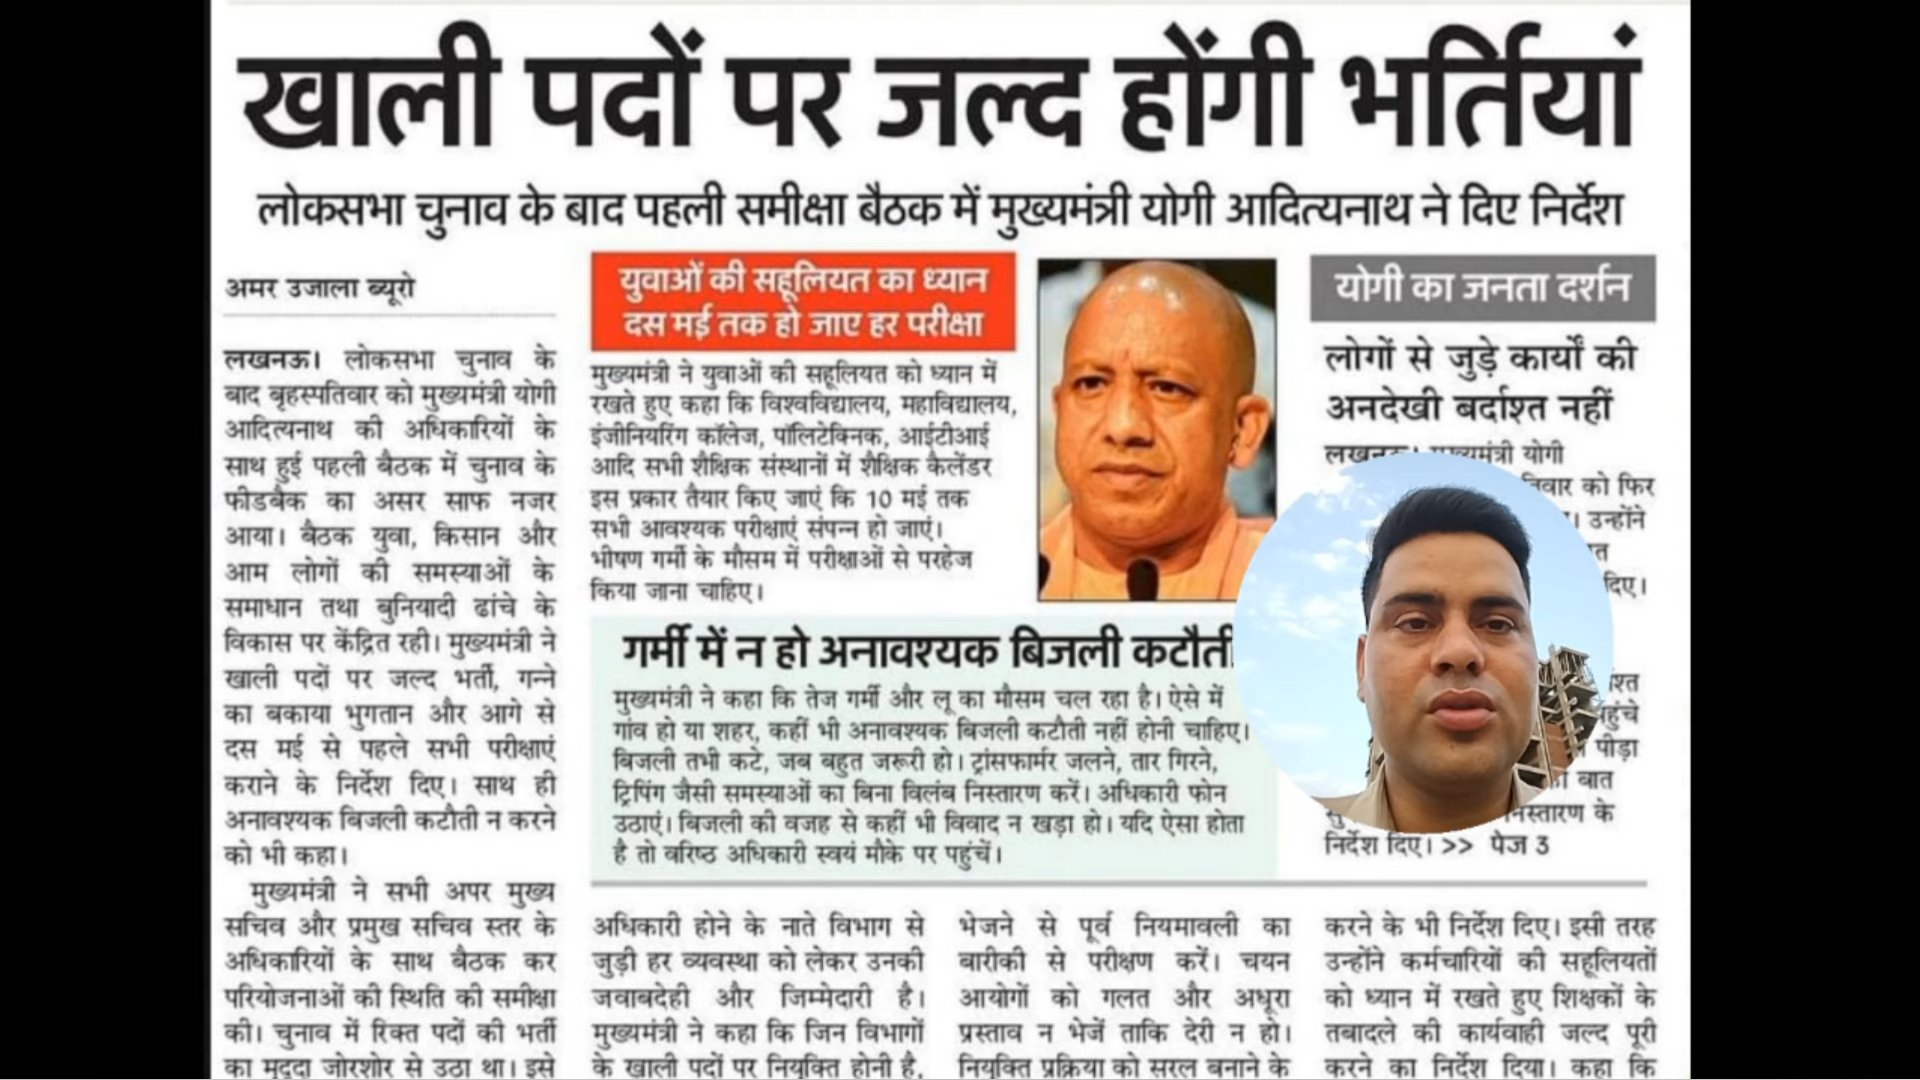 खाली पदों पर जल्द होंगी भर्तियां
लोकसभा चुनाव के बाद पहली समीक्षा बैठक में मुख्यमंत्री योगी आदित्यनाथ ने दिए निर्देश
अमर उजाला ब्यूरो
लखनऊ। लोकसभा चुनाव के
बाद बृहस्पतिवार को मुख्यमंत्री योगी
आदित्यनाथ की अधिकारियों के
साथ हुई पहली बैठक में चुनाव के
फीडबैक का असर साफ नजर
आया। बैठक युवा, किसान और
आम लोगों की समस्याओं के
समाधान तथा बुनियादी ढांचे के
विकास पर केंद्रित रही। मुख्यमंत्री ने
खाली पदों पर जल्द भर्ती, गन्ने
का बकाया भुगतान और आगे से
दस मई से पहले सभी परीक्षाएं
कराने के निर्देश दिए। साथ ही
अनावश्यक बिजली कटौती न करने
को भी कहा।
मुख्यमंत्री ने सभी अपर मुख्य
सचिव और प्रमुख सचिव स्तर के
अधिकारियों के साथ बैठक कर
परियोजनाओं की स्थिति की समीक्षा
की। चुनाव में रिक्त पदों की भर्ती
का मुद्दा जोरशोर से उठा था। इसे
युवाओं की सहूलियत का ध्यान
दस मई तक हो जाए हर परीक्षा
मुख्यमंत्री ने युवाओं की सहूलियत को ध्यान में
रखते हुए कहा कि विश्वविद्यालय, महाविद्यालय,
इंजीनियरिंग कॉलेज, पॉलिटेक्निक, आईटीआई
आदि सभी शैक्षिक संस्थानों में शैक्षिक कैलेंडर
इस प्रकार तैयार किए जाएं कि 10 मई तक
सभी आवश्यक परीक्षाएं संपन्न हो जाएं।
भीषण गर्मी के मौसम में परीक्षाओं से परहेज
किया जाना चाहिए।
गर्मी में न हो अनावश्यक बिजली कटौती
मुख्यमंत्री ने कहा कि तेज गर्मी और लू का मौसम चल रहा है। ऐसे में
गांव हो या शहर, कहीं भी अनावश्यक बिजली कटौती नहीं होनी चाहिए।
बिजली तभी कटे, जब बहुत जरूरी हो। ट्रांसफार्मर जलने, तार गिरने,
ट्रिपिंग जैसी समस्याओं का बिना विलंब निस्तारण करें। अधिकारी फोन
उठाएं। बिजली की वजह से कहीं भी विवाद न खड़ा हो। यदि ऐसा होता
है तो वरिष्ठ अधिकारी स्वयं मौके पर पहुंचें।
योगी का जनता दर्शन
लोगों से जुड़े कार्यों की
अनदेखी बर्दाश्त नहीं
योगी
को फिर
उन्होंने
दिए।
पीड़ा
बात
के
निर्देश दिए। >> पेज 3
अधिकारी होने के नाते विभाग से
जुड़ी हर व्यवस्था को लेकर उनकी
जवाबदेही और जिम्मेदारी है।
मुख्यमंत्री ने कहा कि जिन विभागों
के खाली पदों पर नियुक्ति होनी है,
भेजने से पूर्व नियमावली का
बारीकी से परीक्षण करें। चयन
आयोगों को गलत और अधूरा
प्रस्ताव न भेजें ताकि देरी न हो।
नियुक्ति प्रक्रिया को सरल बनाने के
करने के भी निर्देश दिए। इसी तरह
उन्होंने कर्मचारियों की सहूलियतों
को ध्यान में रखते हुए शिक्षकों के
तबादले की कार्यवाही जल्द पूरी
करने का निर्देश दिया। कहा कि